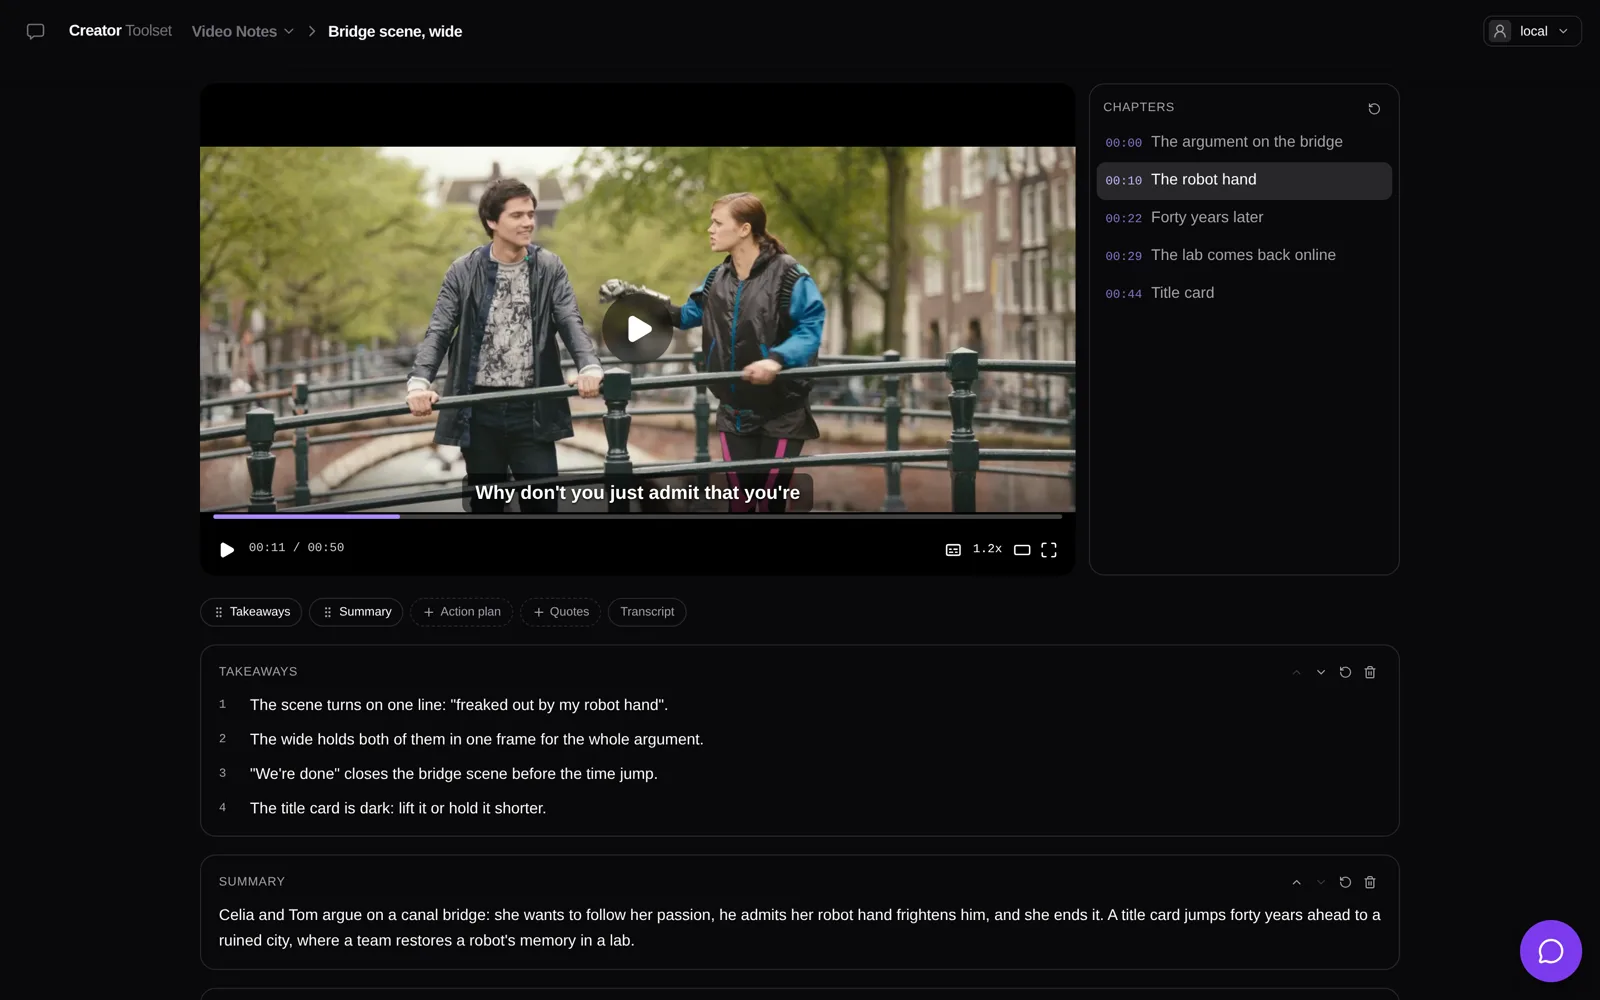 Creator Toolset Video Notes Bridge scene, wide
local
Why don't you just admit that you're
00:11 / 00:50
1.2x
CHAPTERS
00:00 The argument on the bridge
00:10 The robot hand
00:22 Forty years later
00:29 The lab comes back online
00:44 Title card
Takeaways Summary Action plan Quotes Transcript
TAKEAWAYS
1 The scene turns on one line: "freaked out by my robot hand".
2 The wide holds both of them in one frame for the whole argument.
3 "We're done" closes the bridge scene before the time jump.
4 The title card is dark: lift it or hold it shorter.
SUMMARY
Celia and Tom argue on a canal bridge: she wants to follow her passion, he admits her robot hand frightens him, and she ends it. A title card jumps forty years ahead to a
ruined city, where a team restores a robot's memory in a lab.